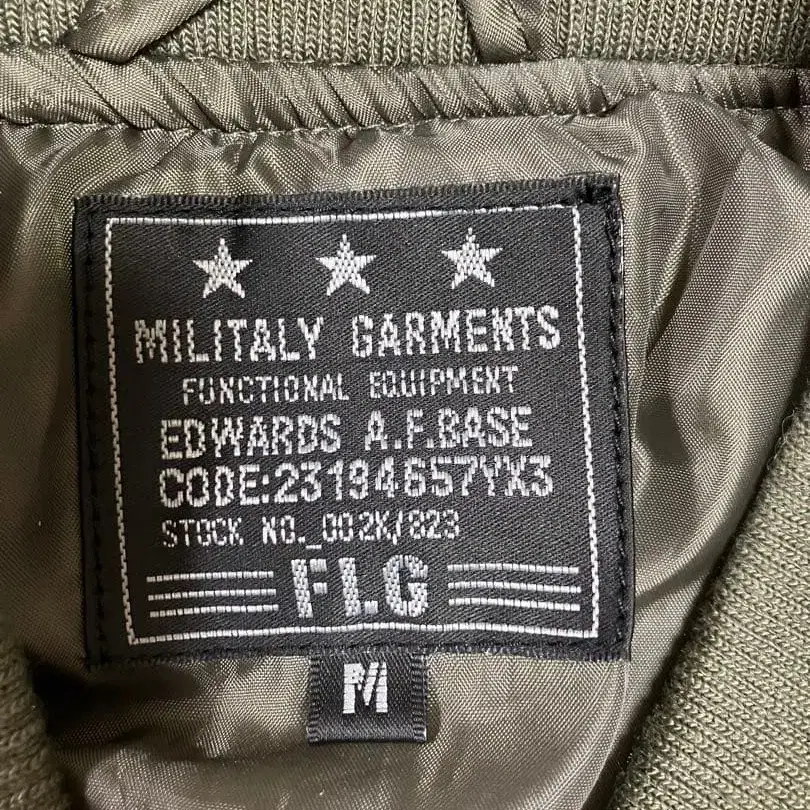 MILITALY GARMENTS
FUNCTIONAL EQUIPMENT
EDWARDS A.F.BASE
CODE:23194657YX3
STOCK NO._002K/823
FLG
M